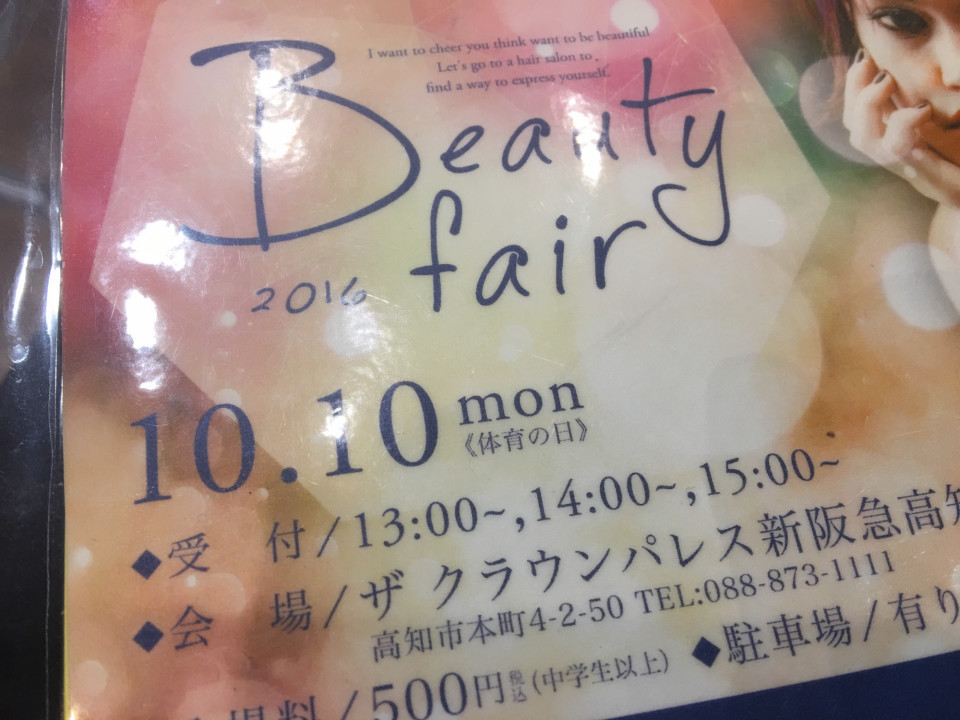 I want to cheer you think want to be beautiful
Let's go to a hair salon to.
find a way to express yourself.
Beauty
fair
2016
10.10 mon
《体育の日》
◆受　付/13:00~,14:00~,15:00~
◆会　場/ザ クラウンパレス新阪急高知
高知市本町4-2-50 TEL:088-873-1111
場料/500円税込(中学生以上) ◆駐車場/有り